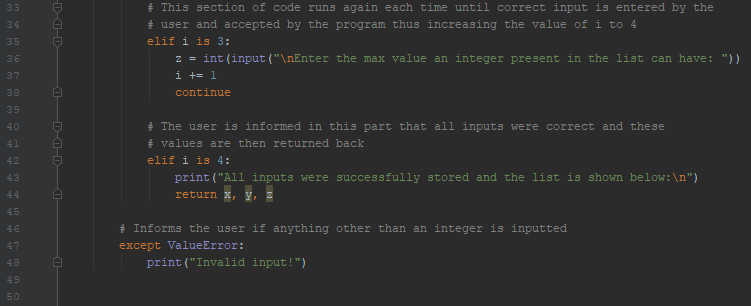 33 # This section of code runs again each time until correct input is entered by the
34 # user and accepted by the program thus increasing the value of i to 4
35 elif i is 3:
36 z = int(input("\nEnter the max value an integer present in the list can have: "))
37 i += 1
38 continue
39
40 # The user is informed in this part that all inputs were correct and these
41 # values are then returned back
42 elif i is 4:
43 print("All inputs were successfully stored and the list is shown below:\n")
44 return x, y, z
45
46 # Informs the user if anything other than an integer is inputted
47 except ValueError:
48 print("Invalid input!")
49
50